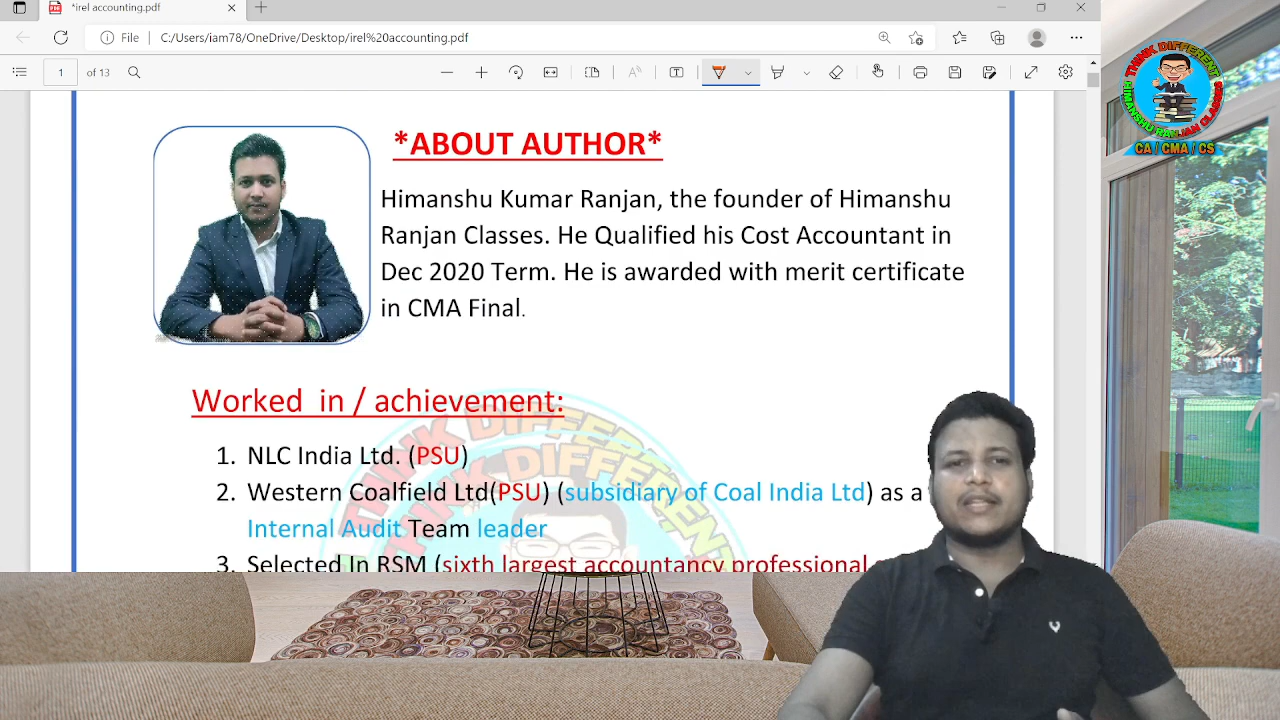 *irel accounting.pdf
File | C:/Users/iam78/OneDrive/Desktop/irel%20accounting.pdf
1 of 13
*ABOUT AUTHOR*
Himanshu Kumar Ranjan, the founder of Himanshu
Ranjan Classes. He Qualified his Cost Accountant in
Dec 2020 Term. He is awarded with merit certificate
in CMA Final.
Worked in / achievement:
1. NLC India Ltd. (PSU)
2. Western Coalfield Ltd(PSU) (subsidiary of Coal India Ltd) as a
Internal Audit Team leader
3. Selected In RSM (sixth largest accountancy professional
THINK DIFFERENT
THINK DIFFERENT
THINK DIFFERENT
HIMANSHU RANJAN CLASSES
CA / CMA / CS